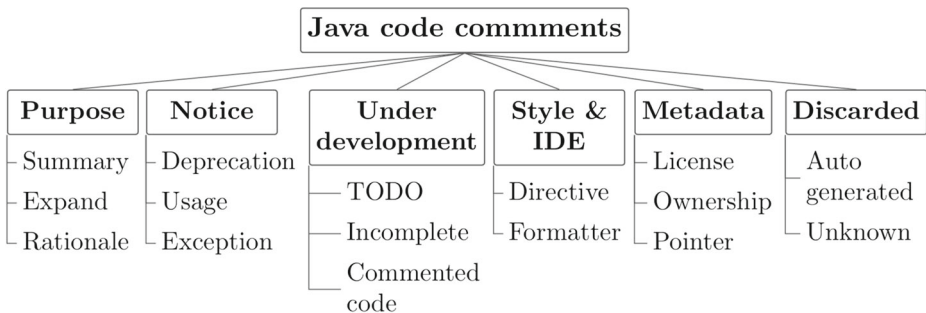 Java code commments
Purpose
Summary
Expand
Rationale
Notice
Deprecation
Usage
Exception
Under
development
TODO
Incomplete
Commented
code
Style &
IDE
Directive
Formatter
Metadata
License
Ownership
Pointer
Discarded
Auto
generated
Unknown